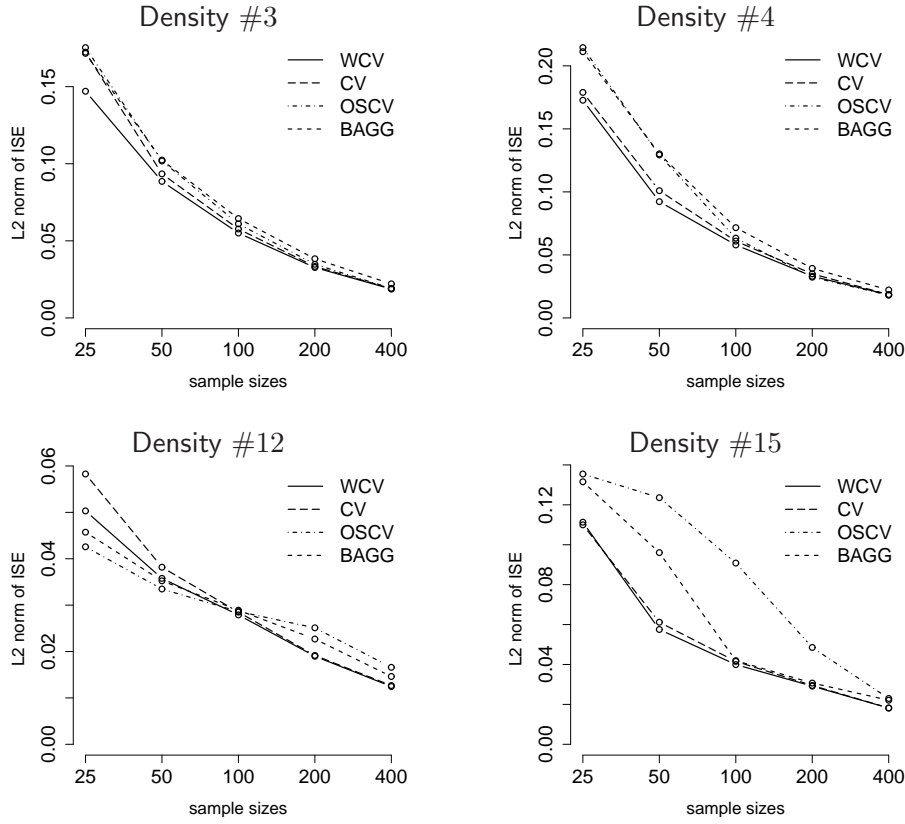 Density #3
WCV
CV
OSCV
BAGG
L2 norm of ISE
0.00 0.05 0.10 0.15
25 50 100 200 400
sample sizes
Density #4
WCV
CV
OSCV
BAGG
L2 norm of ISE
0.00 0.05 0.10 0.15 0.20
25 50 100 200 400
sample sizes
Density #12
WCV
CV
OSCV
BAGG
L2 norm of ISE
0.00 0.02 0.04 0.06
25 50 100 200 400
sample sizes
Density #15
WCV
CV
OSCV
BAGG
L2 norm of ISE
0.00 0.04 0.08 0.12
25 50 100 200 400
sample sizes